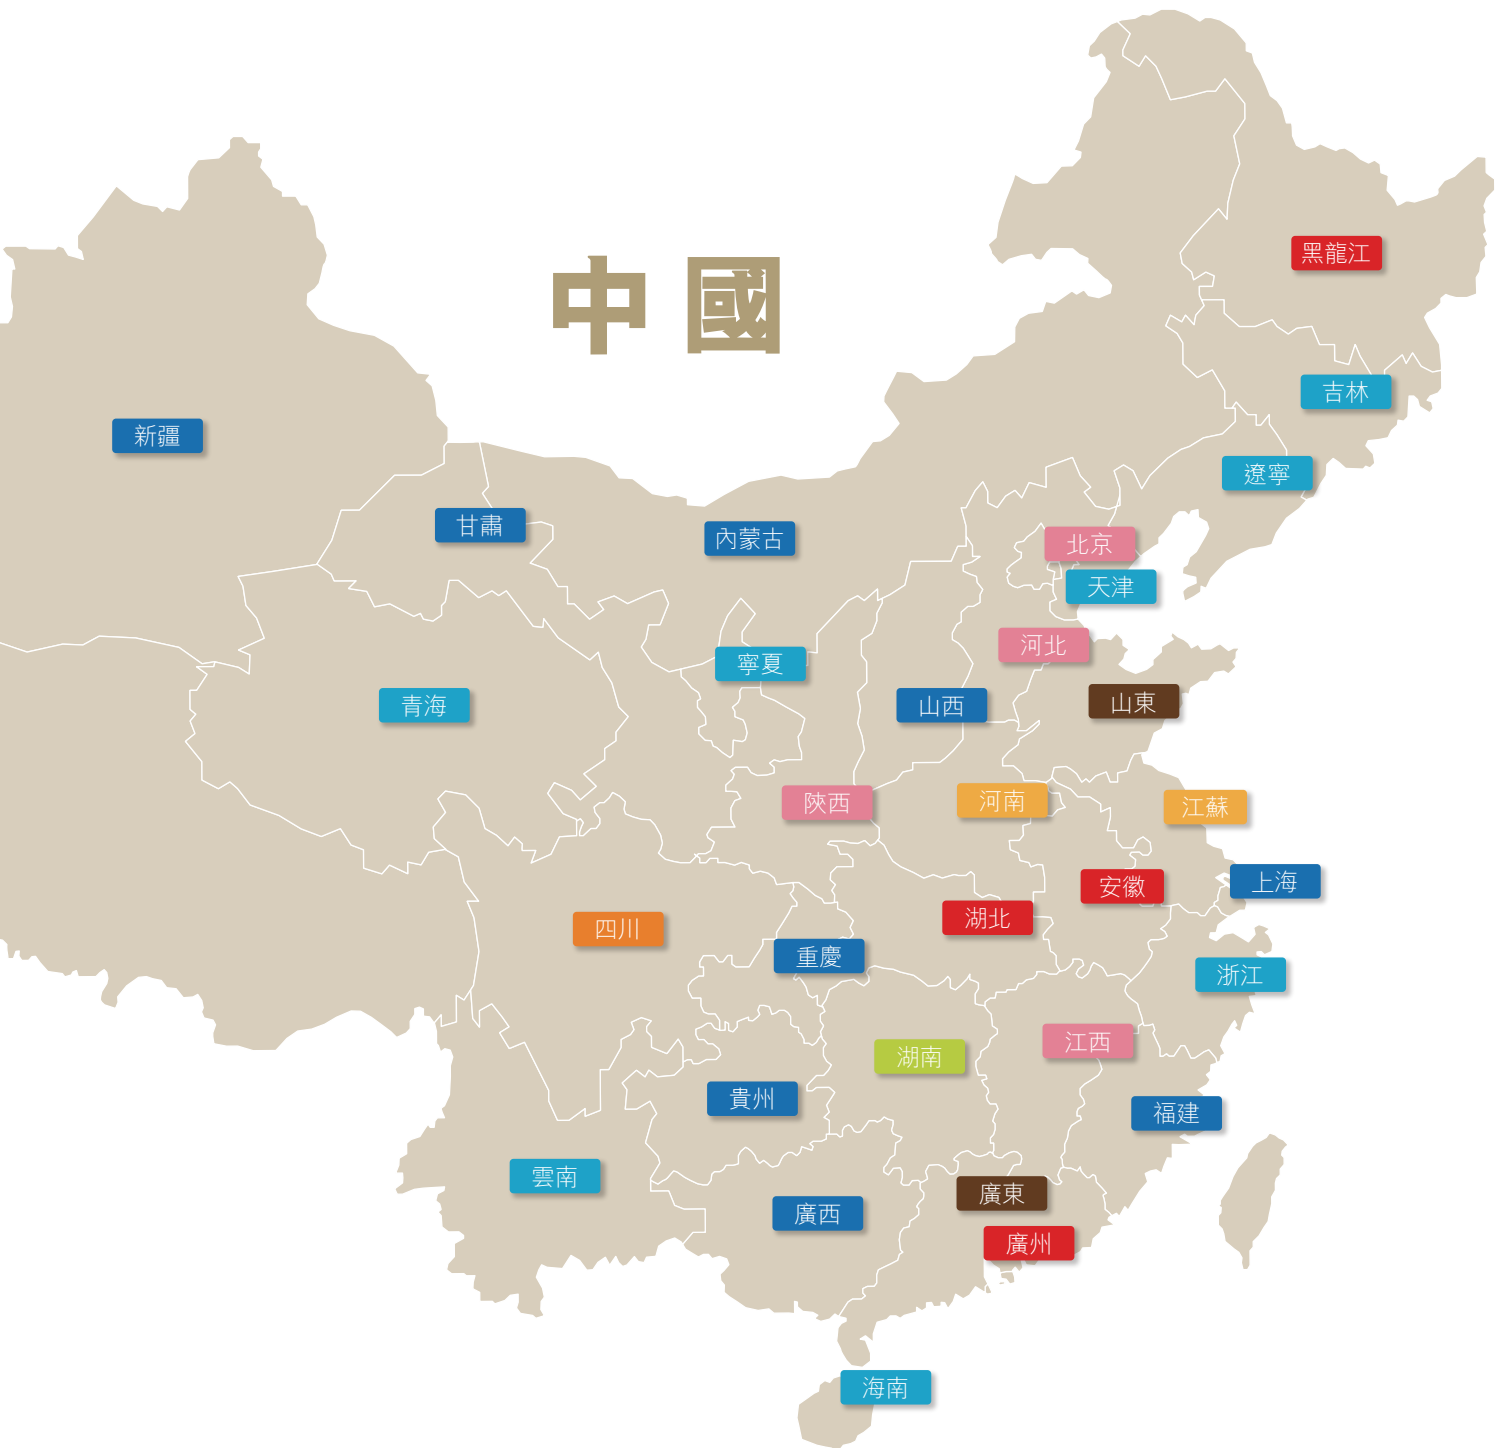 中國
黑龍江
吉林
新疆
遼寧
甘肅
內蒙古
北京
天津
河北
寧夏
青海
山西
山東
陝西
河南
江蘇
上海
安徽
湖北
四川
重慶
浙江
江西
湖南
貴州
福建
雲南
廣東
廣西
廣州
海南